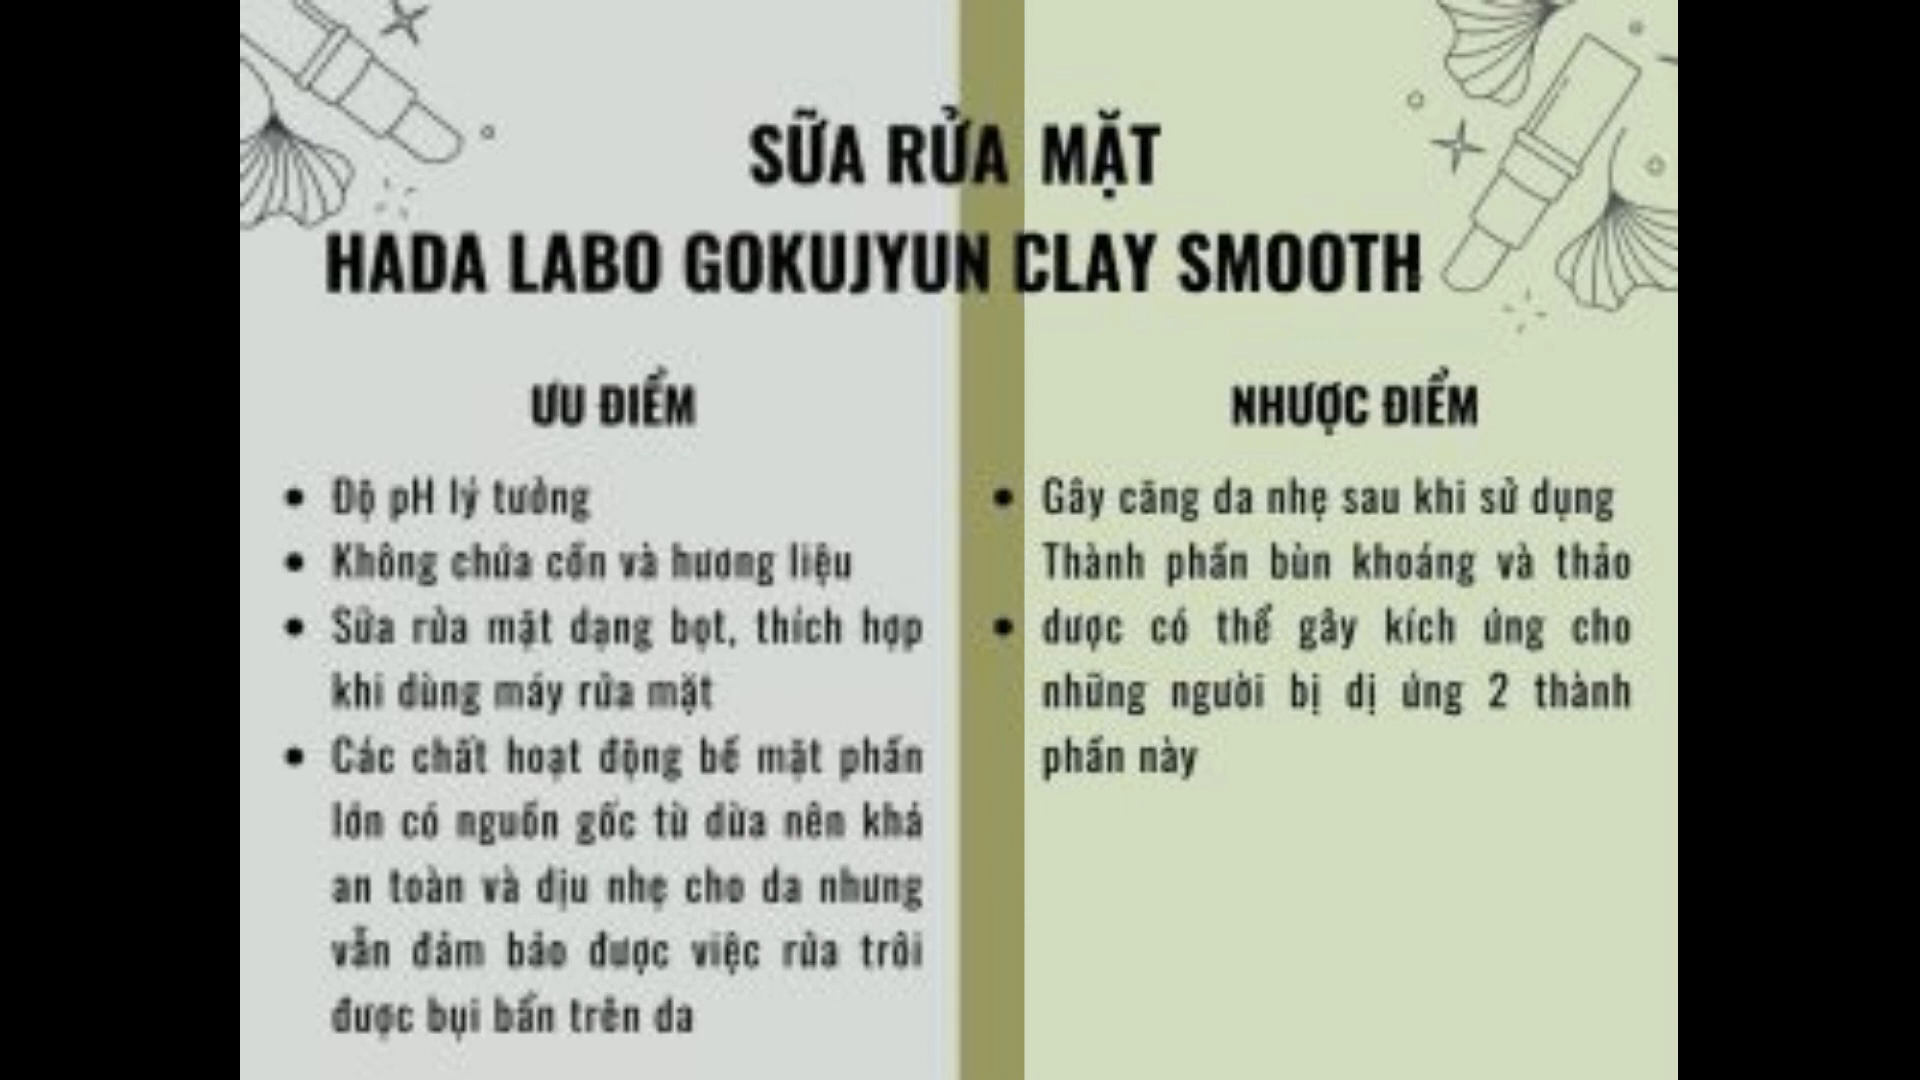 SỮA RỬA MẶT
HADA LABO GOKUJYUN CLAY SMOOTH
ƯU ĐIỂM
• Độ pH lý tưởng
• Không chứa cồn và hương liệu
• Sữa rửa mặt dạng bọt, thích hợp
khi dùng máy rửa mặt
• Các chất hoạt động bề mặt phần
lớn có nguồn gốc từ dừa nên khá
an toàn và dịu nhẹ cho da nhưng
vẫn đảm bảo được việc rửa trôi
được bụi bẩn trên da
NHƯỢC ĐIỂM
• Gây căng da nhẹ sau khi sử dụng
Thành phần bùn khoáng và thảo
• dược có thể gây kích ứng cho
những người bị dị ứng 2 thành
phần này